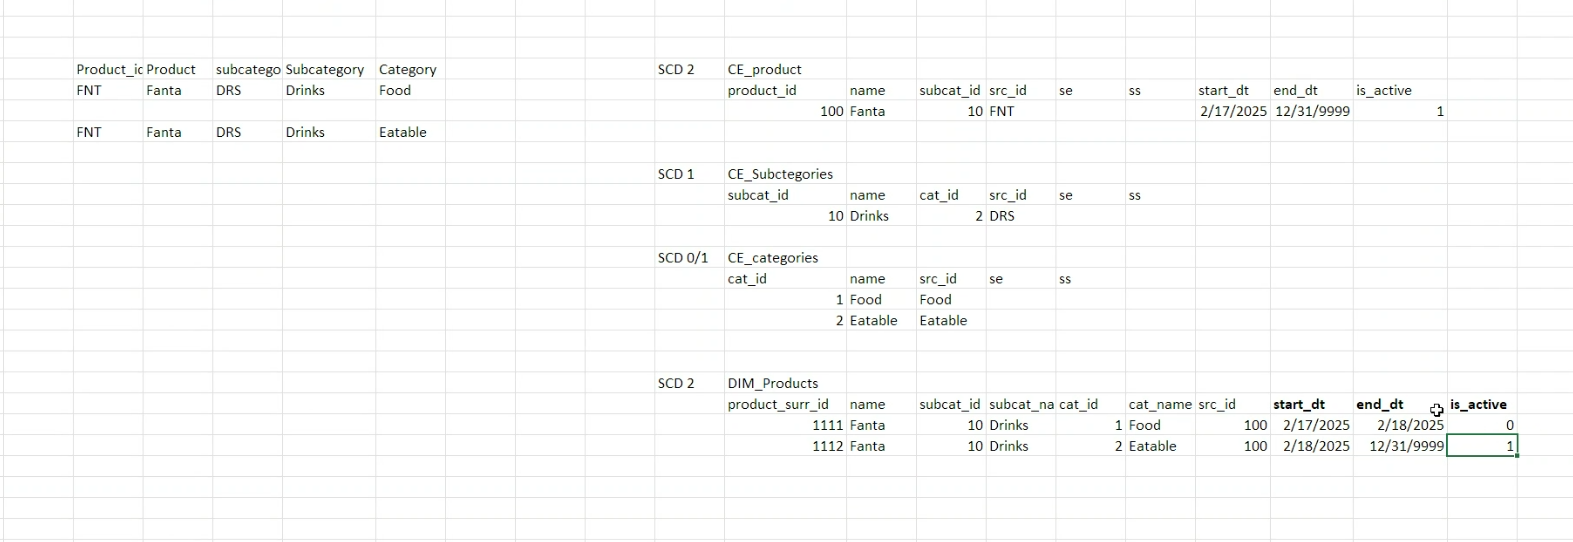 Product_ic Product subcatego Subcategory Category SCD 2 CE_product
FNT Fanta DRS Drinks Food product_id name subcat_id src_id se ss start_dt end_dt is_active
100 Fanta 10 FNT 2/17/2025 12/31/9999 1
FNT Fanta DRS Drinks Eatable
SCD 1 CE_Subctegories
subcat_id name cat_id src_id se ss
10 Drinks 2 DRS
SCD 0/1 CE_categories
cat_id name src_id se ss
1 Food Food
2 Eatable Eatable
SCD 2 DIM_Products
product_surr_id name subcat_id subcat_na cat_id cat_name src_id start_dt end_dt is_active
1111 Fanta 10 Drinks 1 Food 100 2/17/2025 2/18/2025 0
1112 Fanta 10 Drinks 2 Eatable 100 2/18/2025 12/31/9999 1